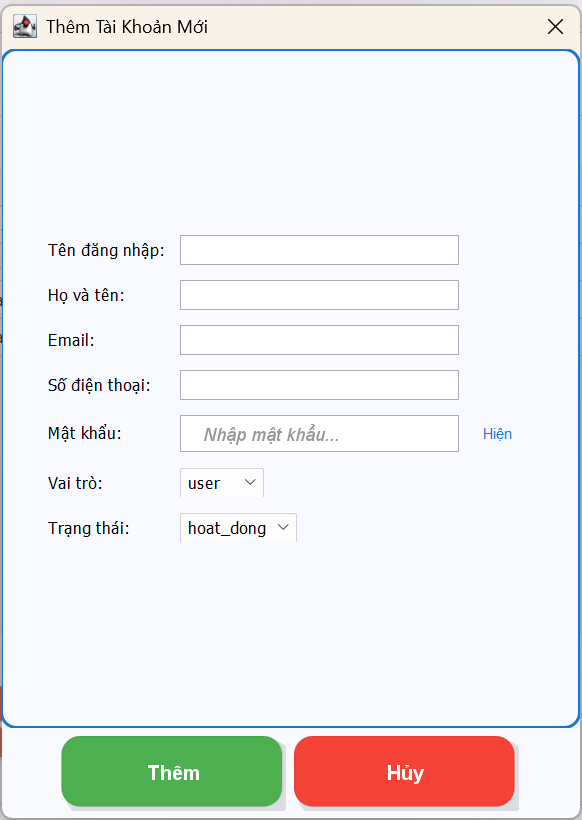 Thêm Tài Khoản Mới
Tên đăng nhập:
Họ và tên:
Email:
Số điện thoại:
Mật khẩu: Nhập mật khẩu... Hiện
Vai trò: user
Trạng thái: hoat_dong
Thêm Hủy